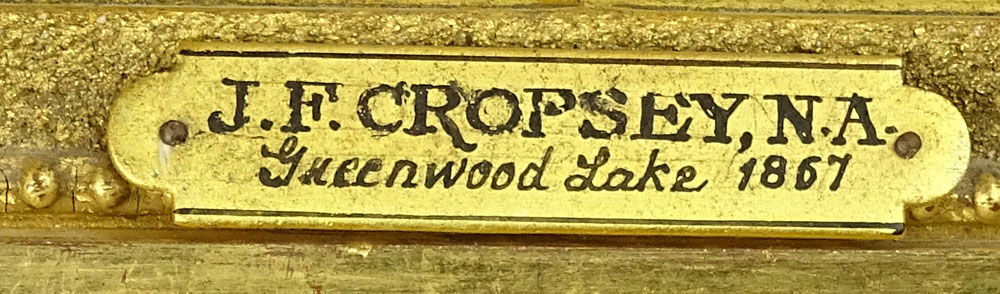 J.F. CROPSEY, N.A.
Greenwood Lake 1867